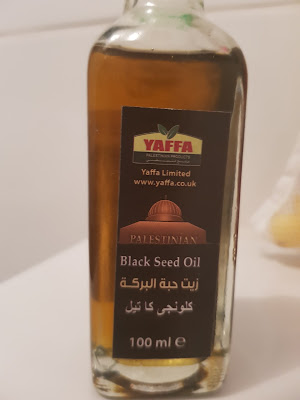 YAFFA
PALESTINIAN PRODUCTS
Yaffa Limited
www.yaffa.co.uk
PALESTINIAN
Black Seed Oil
زيت حبة البركة
کلونجی کا تیل
100 ml e